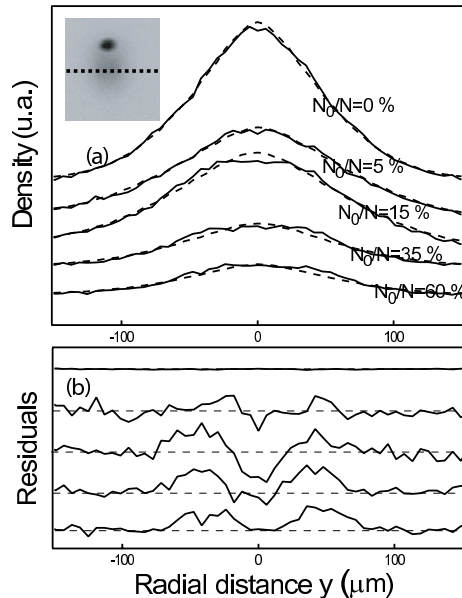 Density (u.a.)
(a)
N₀/N=0 %
N₀/N=5 %
N₀/N=15 %
N₀/N=35 %
N₀/N=60 %
-100 0 100
Residuals
(b)
-100 0 100
Radial distance y (μm)